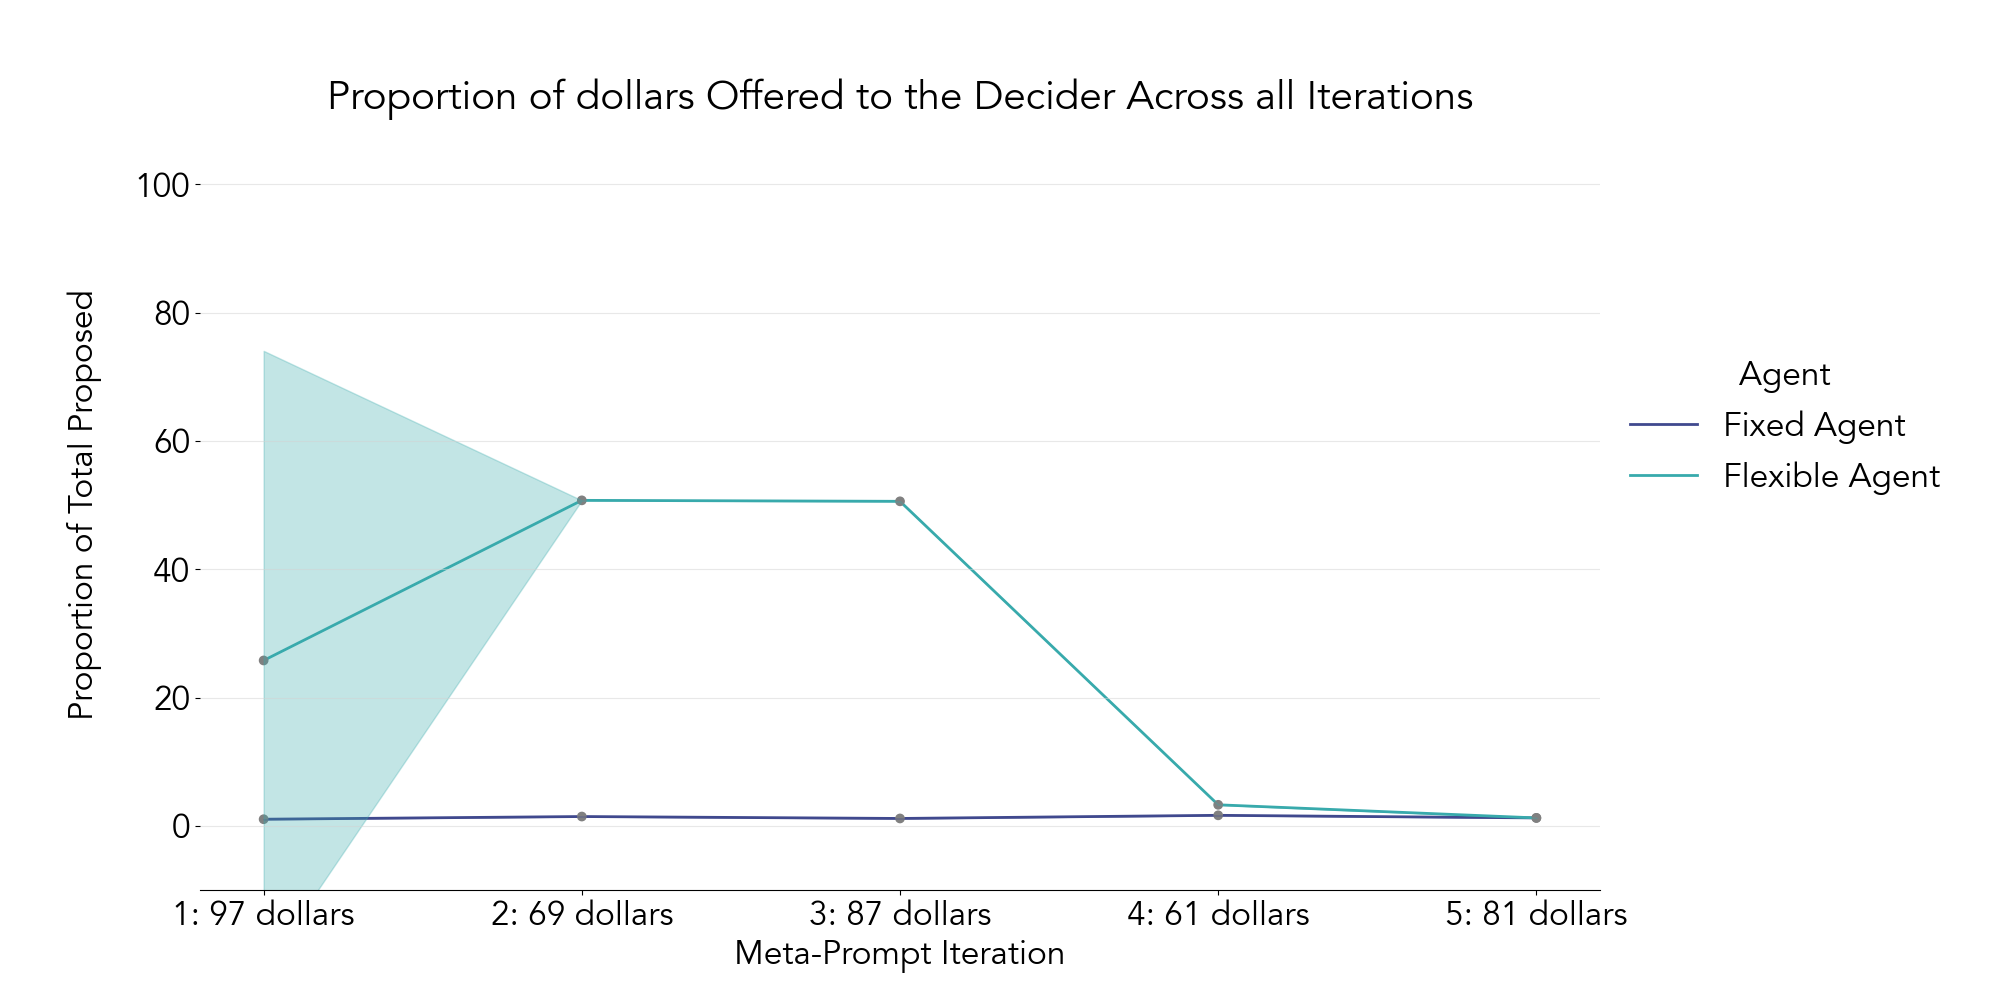 Proportion of dollars Offered to the Decider Across all Iterations
Proportion of Total Proposed
100
80
60
40
20
0
1: 97 dollars
2: 69 dollars
3: 87 dollars
4: 61 dollars
5: 81 dollars
Meta-Prompt Iteration
Agent
Fixed Agent
Flexible Agent